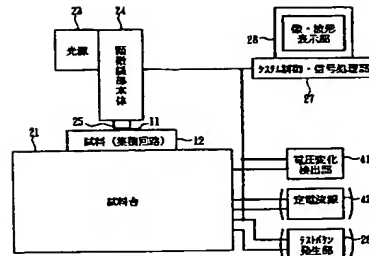 23
24
光源
顕微鏡部本体
28
像・波形
表示部
システム制御・信号処理部
27
25
11
21
試料(集積回路)
12
試料台
電圧変化
検出部
41
定電流源
42
テストパタン
発生部
26